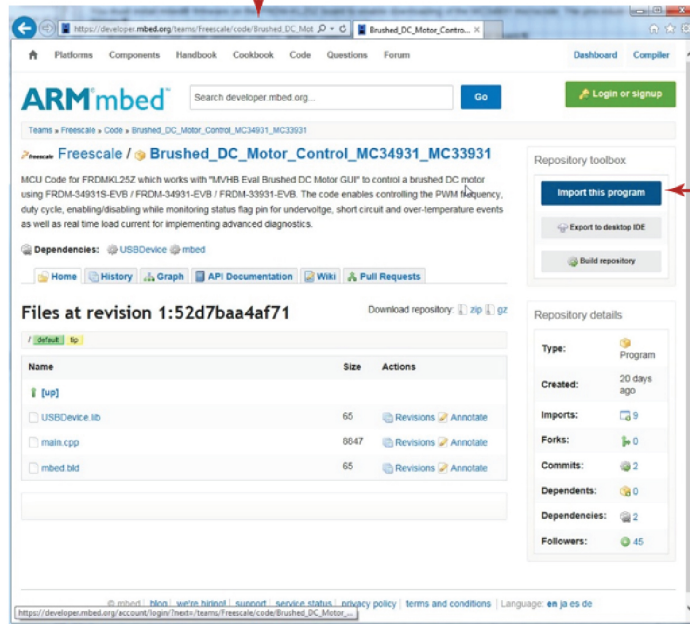 https://developer.mbed.org/teams/Freescale/code/Brushed_DC_Mot
Brushed_DC_Motor_Contro...
Platforms Components Handbook Cookbook Code Questions Forum Dashboard Compiler
ARM mbed
Search developer.mbed.org...
Go
Login or signup
Teams » Freescale » Code » Brushed_DC_Motor_Control_MC34931_MC33931
freescale Freescale / Brushed_DC_Motor_Control_MC34931_MC33931
MCU Code for FRDMKL25Z which works with "MVHB Eval Brushed DC Motor GUI" to control a brushed DC motor
using FRDM-34931S-EVB / FRDM-34931-EVB / FRDM-33931-EVB. The code enables controlling the PWM frequency,
duty cycle, enabling/disabling while monitoring status flag pin for undervoltge, short circuit and over-temperature events
as well as real time load current for implementing advanced diagnostics.
Dependencies: USBDevice mbed
Home History Graph API Documentation Wiki Pull Requests
Files at revision 1:52d7baa4af71
Download repository: zip gz
/ default tip
Name Size Actions
[up]
USBDevice.lib 65 Revisions Annotate
main.cpp 8647 Revisions Annotate
mbed.bld 65 Revisions Annotate
Repository toolbox
Import this program
Export to desktop IDE
Build repository
Repository details
Type: Program
Created: 20 days
ago
Imports: 9
Forks: 0
Commits: 2
Dependents: 0
Dependencies: 2
Followers: 45
© mbed | blog | we're hiring! | support | service status | privacy policy | terms and conditions | Language: en ja es de
https://developer.mbed.org/account/login/?next=/teams/Freescale/code/Brushed_DC_Motor_...